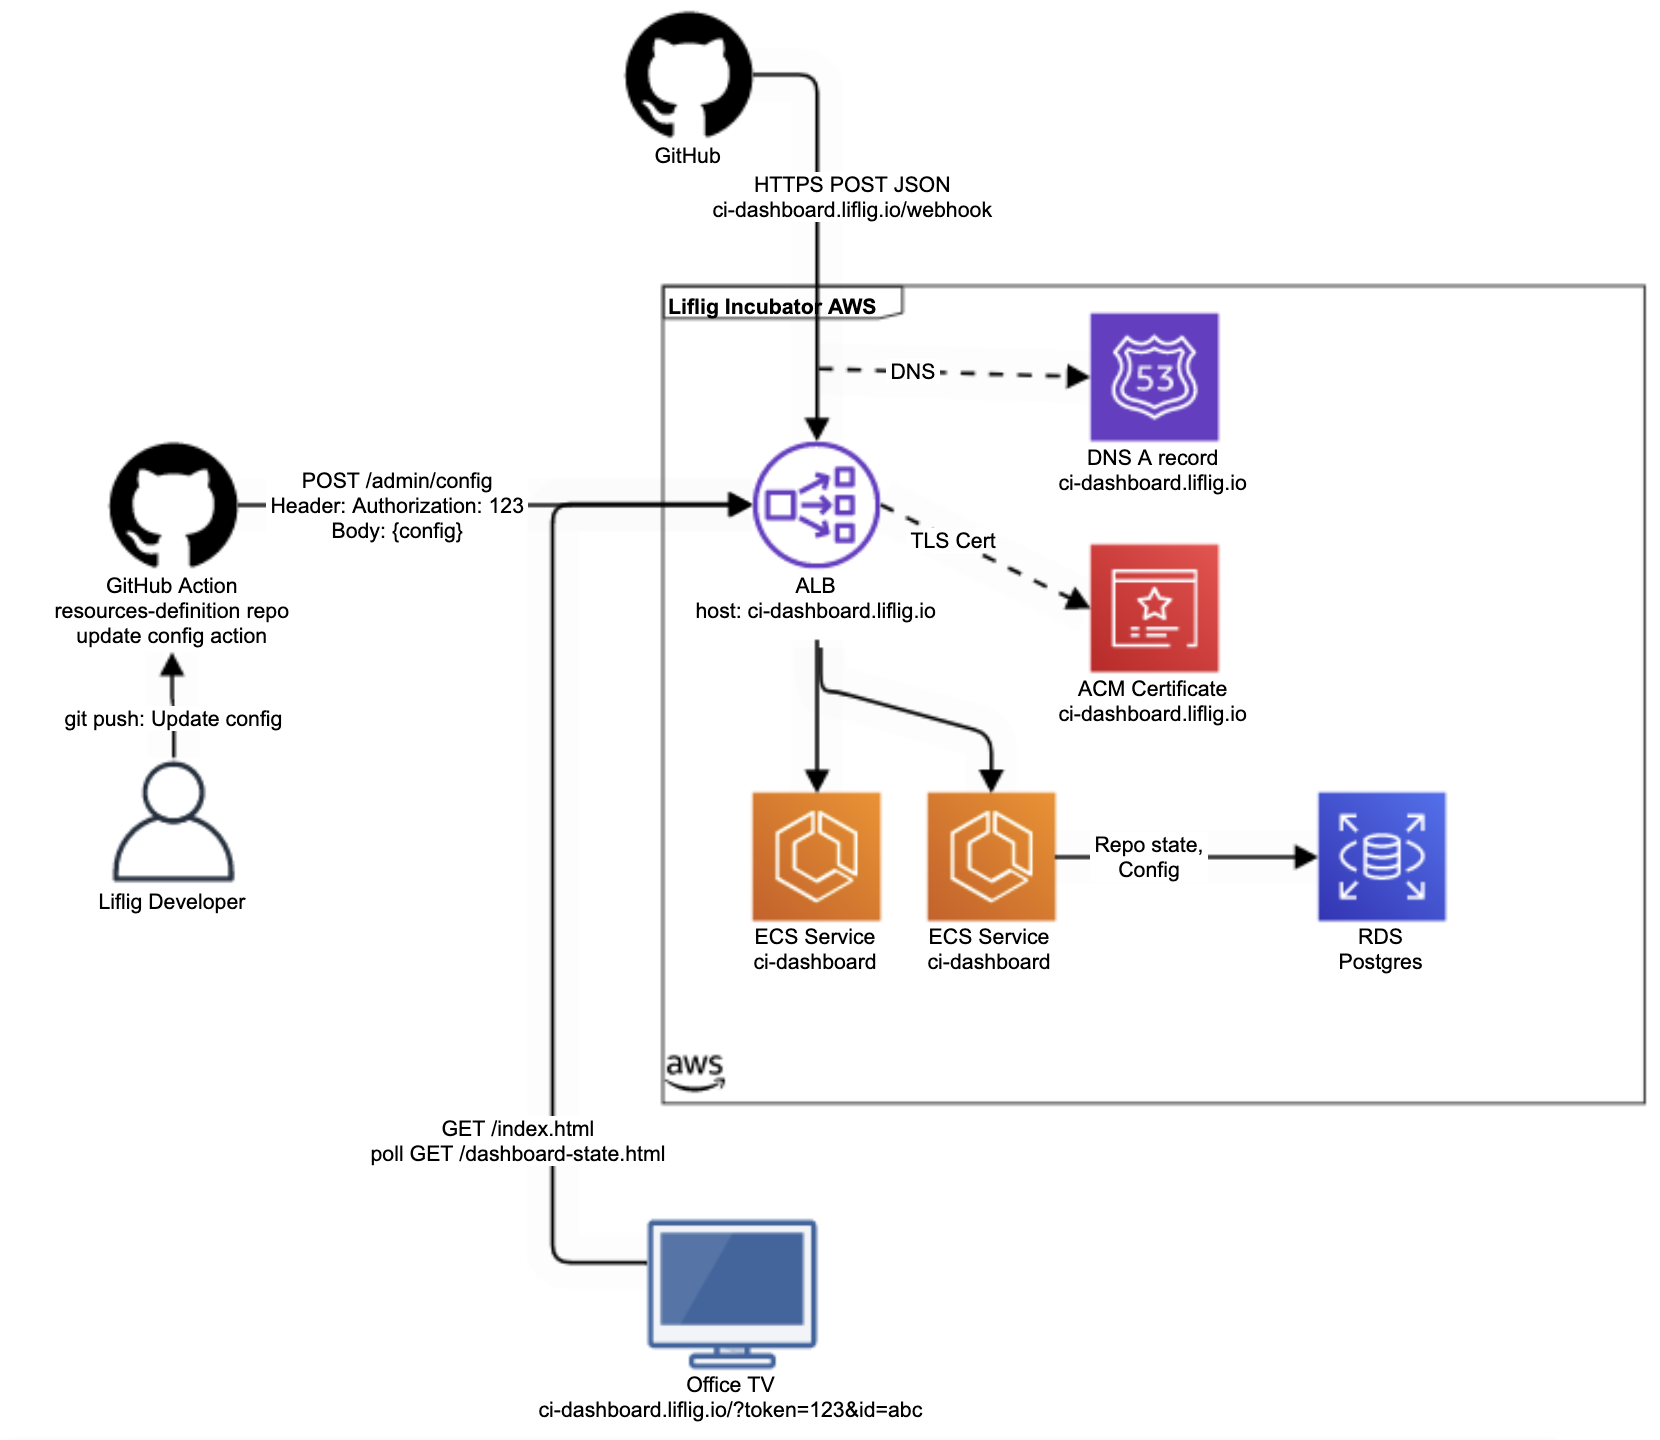 GitHub
HTTPS POST JSON
ci-dashboard.liflig.io/webhook
Liflig Incubator AWS
53
DNS
DNS A record
ci-dashboard.liflig.io
POST /admin/config
Header: Authorization: 123
Body: {config}
GitHub Action
resources-definition repo
update config action
TLS Cert
ALB
host: ci-dashboard.liflig.io
ACM Certificate
ci-dashboard.liflig.io
git push: Update config
Liflig Developer
Repo state,
Config
ECS Service
ci-dashboard
ECS Service
ci-dashboard
RDS
Postgres
aws
GET /index.html
poll GET /dashboard-state.html
Office TV
ci-dashboard.liflig.io/?token=123&id=abc